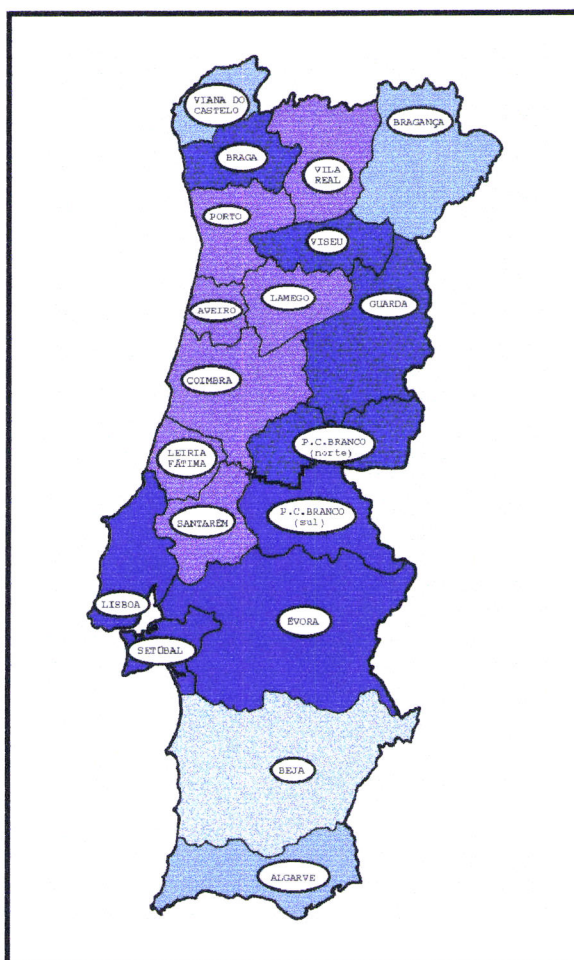 VIANA DO
CASTELO
BRAGANÇA
BRAGA
VILA
REAL
PORTO
VISEU
LAMEGO
AVEIRO
GUARDA
COIMBRA
P.C.BRANCO
(norte)
LEIRIA
FÁTIMA
P.C.BRANCO
(sul)
SANTARÉM
LISBOA
ÉVORA
SETÚBAL
BEJA
ALGARVE